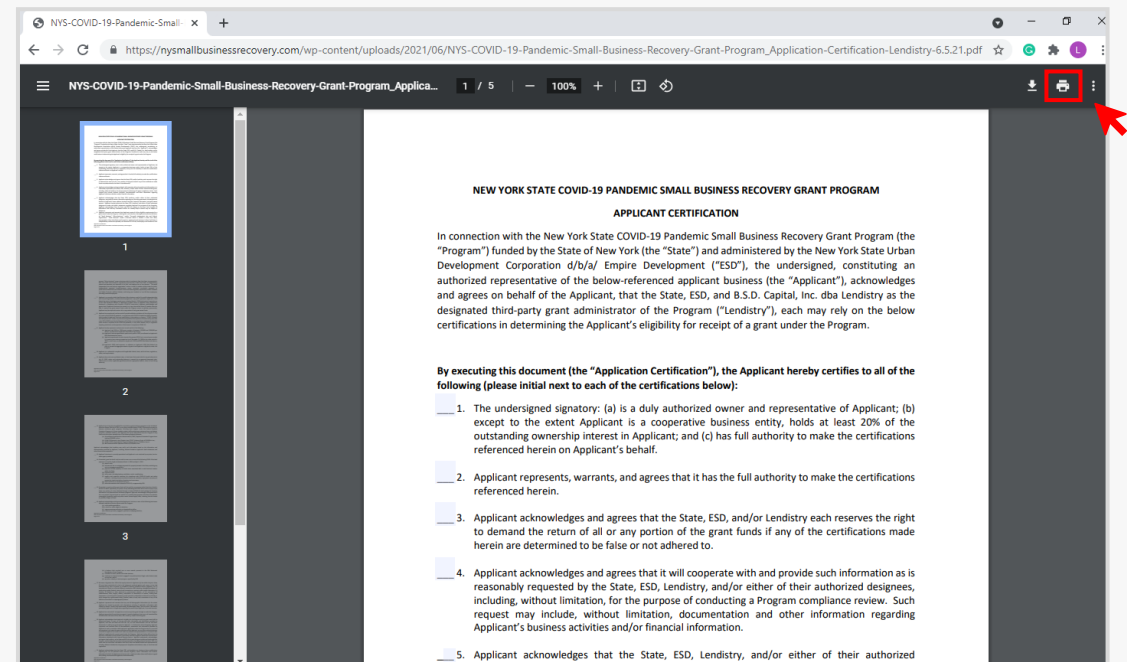 NYS-COVID-19-Pandemic-Small-
https://nysmallbusinessrecovery.com/wp-content/uploads/2021/06/NYS-COVID-19-Pandemic-Small-Business-Recovery-Grant-Program_Application-Certification-Lendistry-6.5.21.pdf
L
NYS-COVID-19-Pandemic-Small-Business-Recovery-Grant-Program_Applica... 1 / 5 100%
1
2
3
NEW YORK STATE COVID-19 PANDEMIC SMALL BUSINESS RECOVERY GRANT PROGRAM
APPLICANT CERTIFICATION
In connection with the New York State COVID-19 Pandemic Small Business Recovery Grant Program (the
“Program”) funded by the State of New York (the “State”) and administered by the New York State Urban
Development Corporation d/b/a/ Empire Development (“ESD”), the undersigned, constituting an
authorized representative of the below-referenced applicant business (the “Applicant”), acknowledges
and agrees on behalf of the Applicant, that the State, ESD, and B.S.D. Capital, Inc. dba Lendistry as the
designated third-party grant administrator of the Program (“Lendistry”), each may rely on the below
certifications in determining the Applicant’s eligibility for receipt of a grant under the Program.
By executing this document (the “Application Certification”), the Applicant hereby certifies to all of the
following (please initial next to each of the certifications below):
___1. The undersigned signatory: (a) is a duly authorized owner and representative of Applicant; (b)
except to the extent Applicant is a cooperative business entity, holds at least 20% of the
outstanding ownership interest in Applicant; and (c) has full authority to make the certifications
referenced herein on Applicant’s behalf.
___2. Applicant represents, warrants, and agrees that it has the full authority to make the certifications
referenced herein.
___3. Applicant acknowledges and agrees that the State, ESD, and/or Lendistry each reserves the right
to demand the return of all or any portion of the grant funds if any of the certifications made
herein are determined to be false or not adhered to.
___4. Applicant acknowledges and agrees that it will cooperate with and provide such information as is
reasonably requested by the State, ESD, Lendistry, and/or either of their authorized designees,
including, without limitation, for the purpose of conducting a Program compliance review. Such
request may include, without limitation, documentation and other information regarding
Applicant’s business activities and/or financial information.
___5. Applicant acknowledges that the State, ESD, Lendistry, and/or either of their authorized